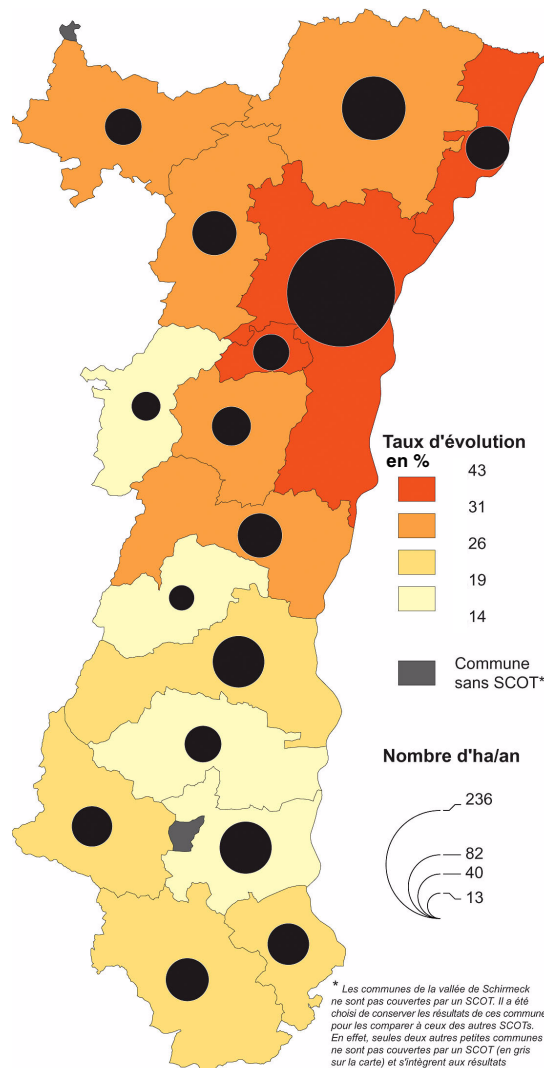 Taux d'évolution
en %
43
31
26
19
14
Commune
sans SCOT*
Nombre d'ha/an
236
82
40
13
* Les communes de la vallée de Schirmeck
ne sont pas couvertes par un SCOT. Il a été
choisi de conserver les résultats de ces commune
pour les comparer à ceux des autres SCOTs.
En effet, seules deux autres petites communes
ne sont pas couvertes par un SCOT (en gris
sur la carte) et s'intègrent aux résultats